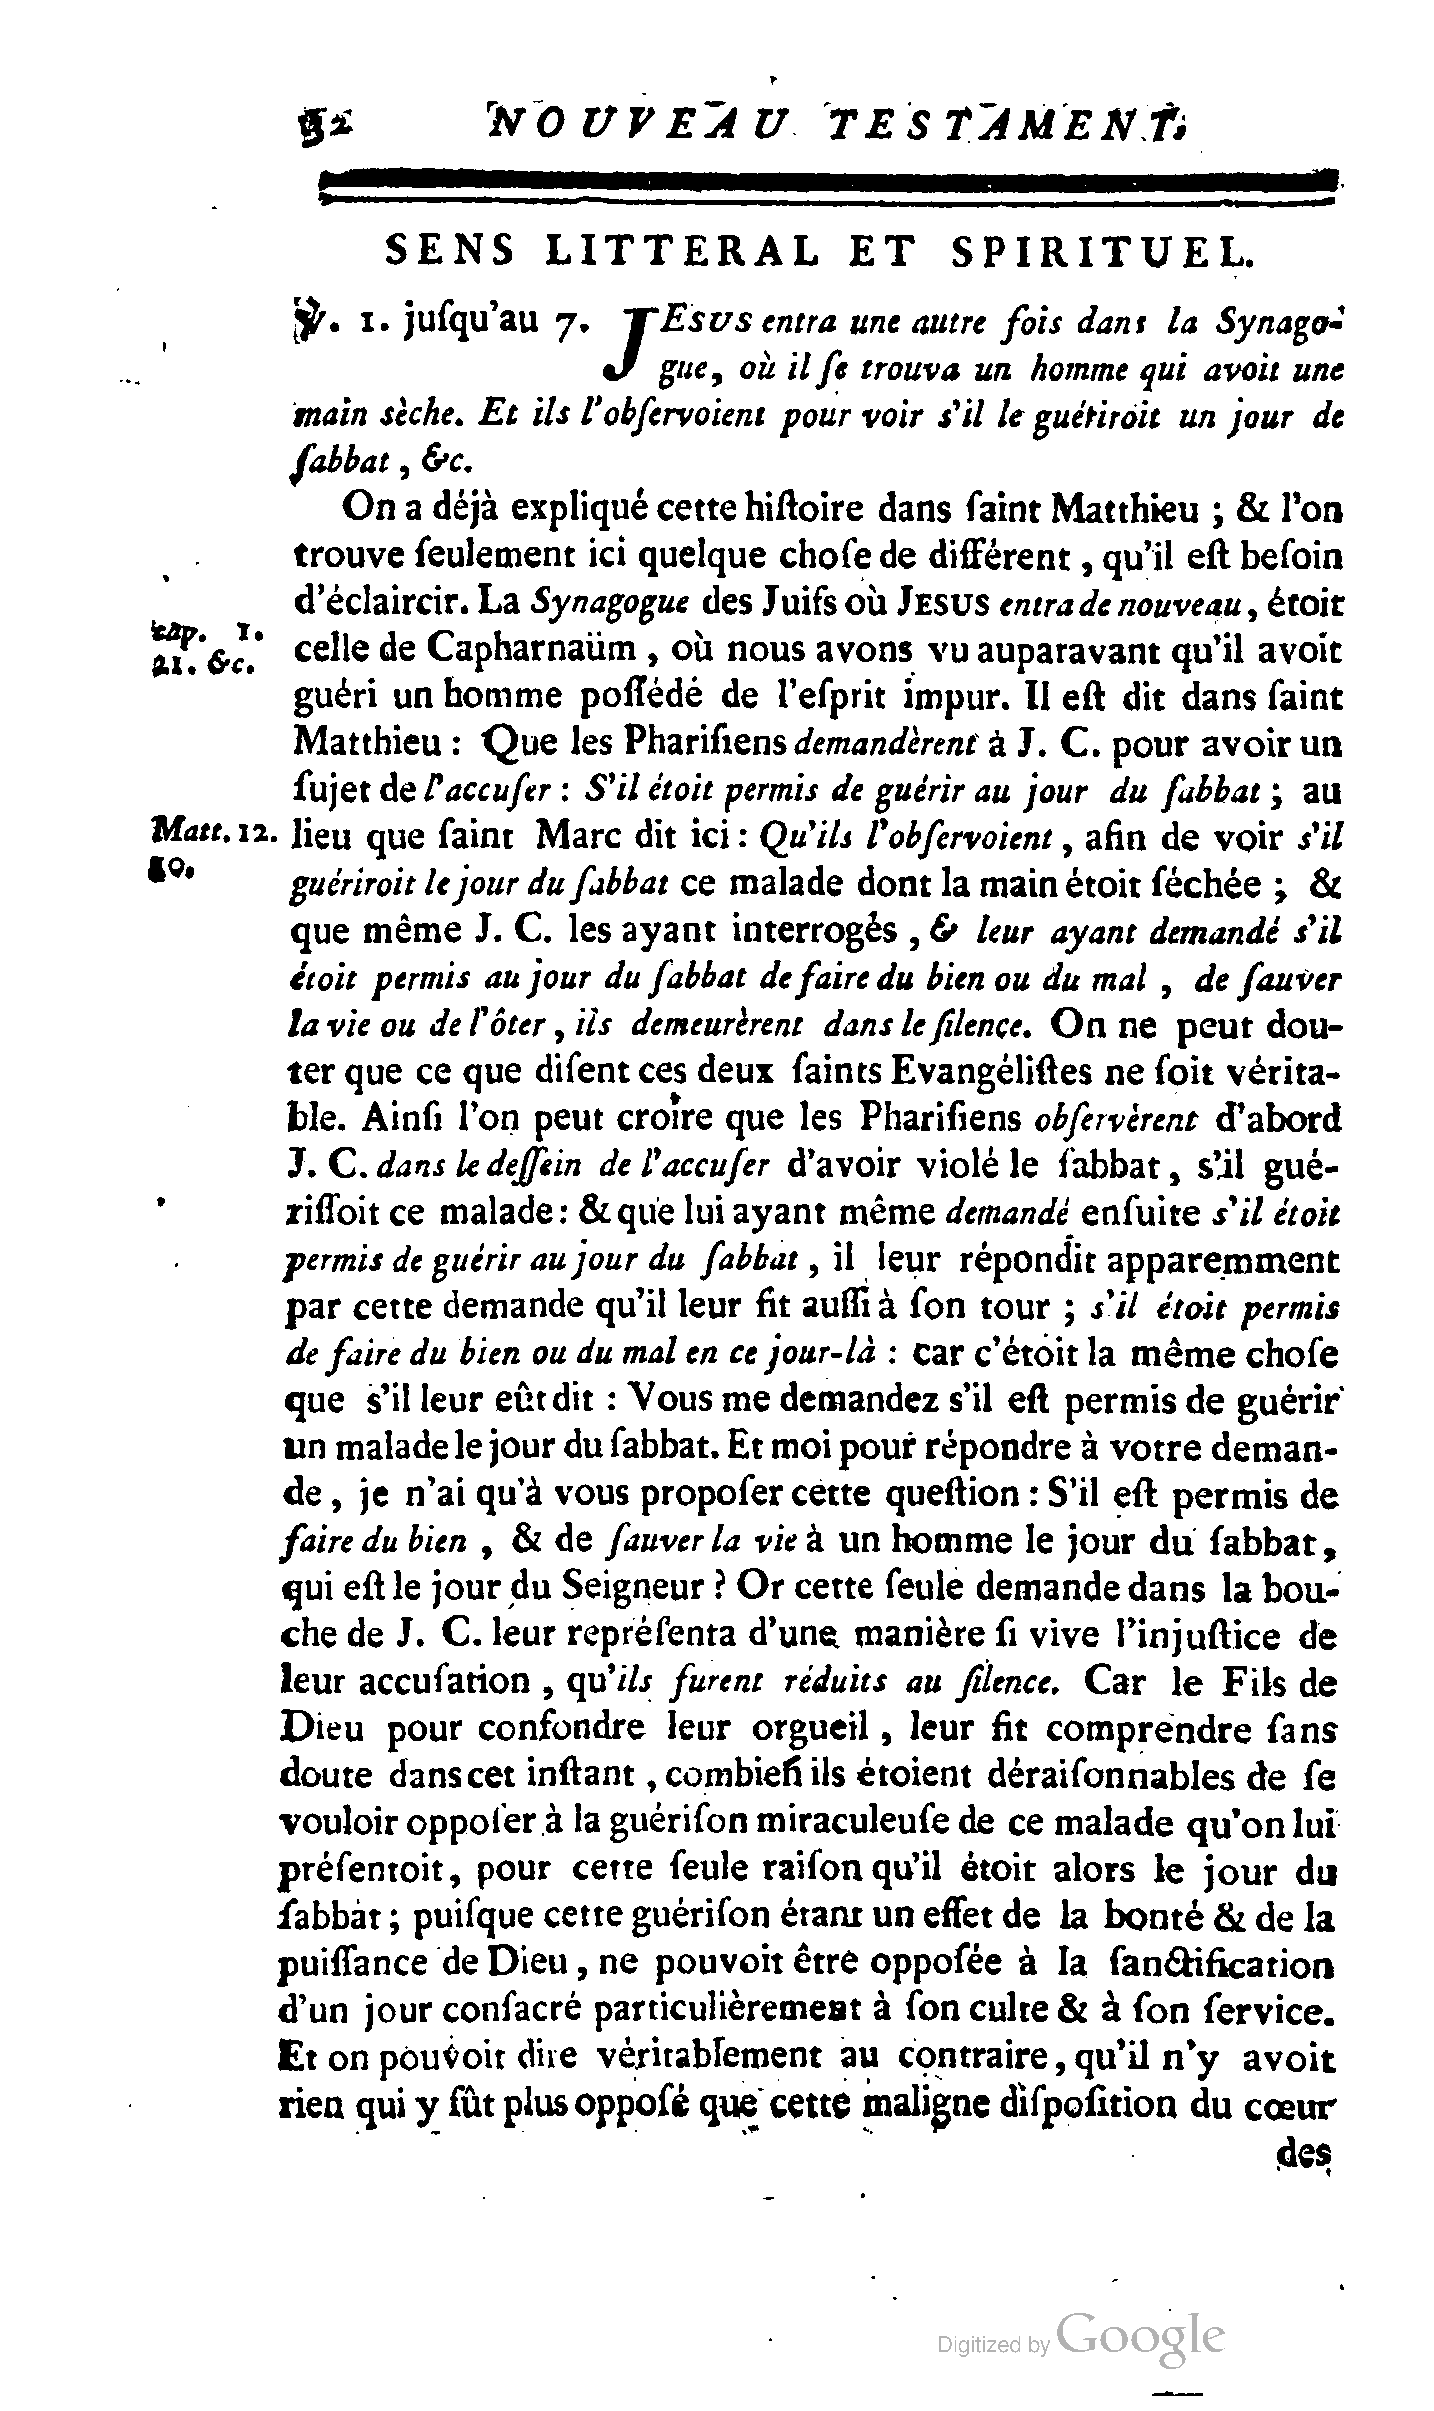 52 NOUVEAU TESTAMENT,
SENS LITTERAL ET SPIRITUEL.
℣. 1. juſqu'au 7. JEsus entra une autre fois dans la Synago-
gue, où il ſe trouva un homme qui avoit une
main sèche. Et ils l'obſervoient pour voir s'il le guériroit un jour de
ſabbat, &c.
On a déjà expliqué cette hiſtoire dans ſaint Matthieu ; & l'on
trouve ſeulement ici quelque choſe de différent, qu'il eſt beſoin
d'éclaircir. La Synagogue des Juifs où JESUS entra de nouveau, étoit
cap. 1.
21. &c.
celle de Capharnaüm, où nous avons vu auparavant qu'il avoit
guéri un homme poſſédé de l'eſprit impur. Il eſt dit dans ſaint
Matthieu : Que les Phariſiens demandèrent à J. C. pour avoir un
ſujet de l'accuſer : S'il étoit permis de guérir au jour du ſabbat ; au
Matt. 12.
10.
lieu que ſaint Marc dit ici : Qu'ils l'obſervoient, afin de voir s'il
guériroit le jour du ſabbat ce malade dont la main étoit ſéchée ; &
que même J. C. les ayant interrogés, & leur ayant demandé s'il
étoit permis au jour du ſabbat de faire du bien ou du mal, de ſauver
la vie ou de l'ôter, ils demeurèrent dans le ſilence. On ne peut dou-
ter que ce que diſent ces deux ſaints Evangéliſtes ne ſoit vérita-
ble. Ainſi l'on peut croire que les Phariſiens obſervèrent d'abord
J. C. dans le deſſein de l'accuſer d'avoir violé le ſabbat, s'il gué-
riſſoit ce malade : & que lui ayant même demandé enſuite s'il étoit
permis de guérir au jour du ſabbat, il leur répondit apparemment
par cette demande qu'il leur fit auſſi à ſon tour ; s'il étoit permis
de faire du bien ou du mal en ce jour-là : car c'étoit la même choſe
que s'il leur eût dit : Vous me demandez s'il eſt permis de guérir
un malade le jour du ſabbat. Et moi pour répondre à votre deman-
de, je n'ai qu'à vous propoſer cette queſtion : S'il eſt permis de
faire du bien, & de ſauver la vie à un homme le jour du ſabbat,
qui eſt le jour du Seigneur ? Or cette ſeule demande dans la bou-
che de J. C. leur repréſenta d'une manière ſi vive l'injuſtice de
leur accuſation, qu'ils furent réduits au ſilence. Car le Fils de
Dieu pour confondre leur orgueil, leur fit comprendre ſans
doute dans cet inſtant, combien ils étoient déraiſonnables de ſe
vouloir oppoſer à la guériſon miraculeuſe de ce malade qu'on lui
préſentoit, pour cette ſeule raiſon qu'il étoit alors le jour du
ſabbat ; puiſque cette guériſon étant un effet de la bonté & de la
puiſſance de Dieu, ne pouvoit être oppoſée à la ſanctification
d'un jour conſacré particulièrement à ſon culte & à ſon ſervice.
Et on pouvoit dire véritablement au contraire, qu'il n'y avoit
rien qui y fût plus oppoſé que cette maligne diſpoſition du cœur
des
Digitized by Google